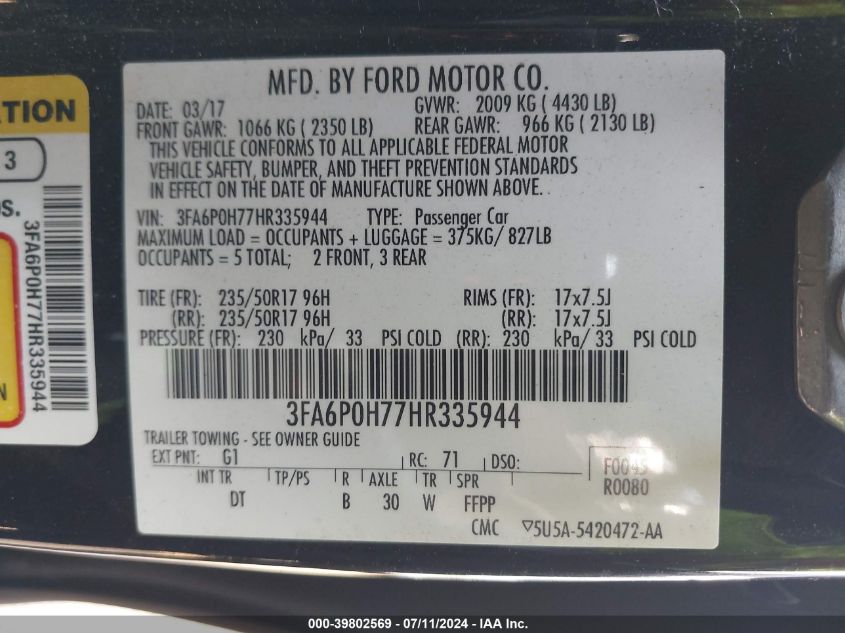 MFD. BY FORD MOTOR CO.
DATE: 03/17 GVWR: 2009 KG ( 4430 LB)
FRONT GAWR: 1066 KG ( 2350 LB) REAR GAWR: 966 KG ( 2130 LB)
THIS VEHICLE CONFORMS TO ALL APPLICABLE FEDERAL MOTOR
VEHICLE SAFETY, BUMPER, AND THEFT PREVENTION STANDARDS
IN EFFECT ON THE DATE OF MANUFACTURE SHOWN ABOVE.
VIN: 3FA6P0H77HR335944 TYPE: Passenger Car
MAXIMUM LOAD = OCCUPANTS + LUGGAGE = 375KG/ 827LB
OCCUPANTS = 5 TOTAL; 2 FRONT, 3 REAR
TIRE (FR): 235/50R17 96H RIMS (FR): 17x7.5J
(RR): 235/50R17 96H (RR): 17x7.5J
PRESSURE (FR): 230 kPa/ 33 PSI COLD (RR): 230 kPa/ 33 PSI COLD
3FA6P0H77HR335944
TRAILER TOWING - SEE OWNER GUIDE
EXT PNT: G1 RC: 71 DSO:
INT TR TP/PS R AXLE TR SPR
DT B 30 W FFPP
R0080
CMC ▽5U5A-5420472-AA
3
3FA6P0H77HR335944
000-39802569 / 07/11/2024 - IAA Inc.